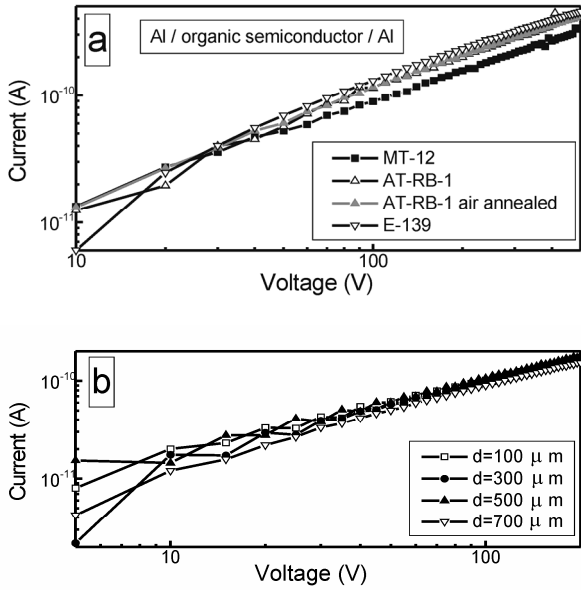 a
Al / organic semiconductor / Al
Current (A)
10⁻¹⁰
10⁻¹¹
MT-12
AT-RB-1
AT-RB-1 air annealed
E-139
10
100
Voltage (V)
b
Current (A)
10⁻¹⁰
10⁻¹¹
d=100 μ m
d=300 μ m
d=500 μ m
d=700 μ m
10
100
Voltage (V)